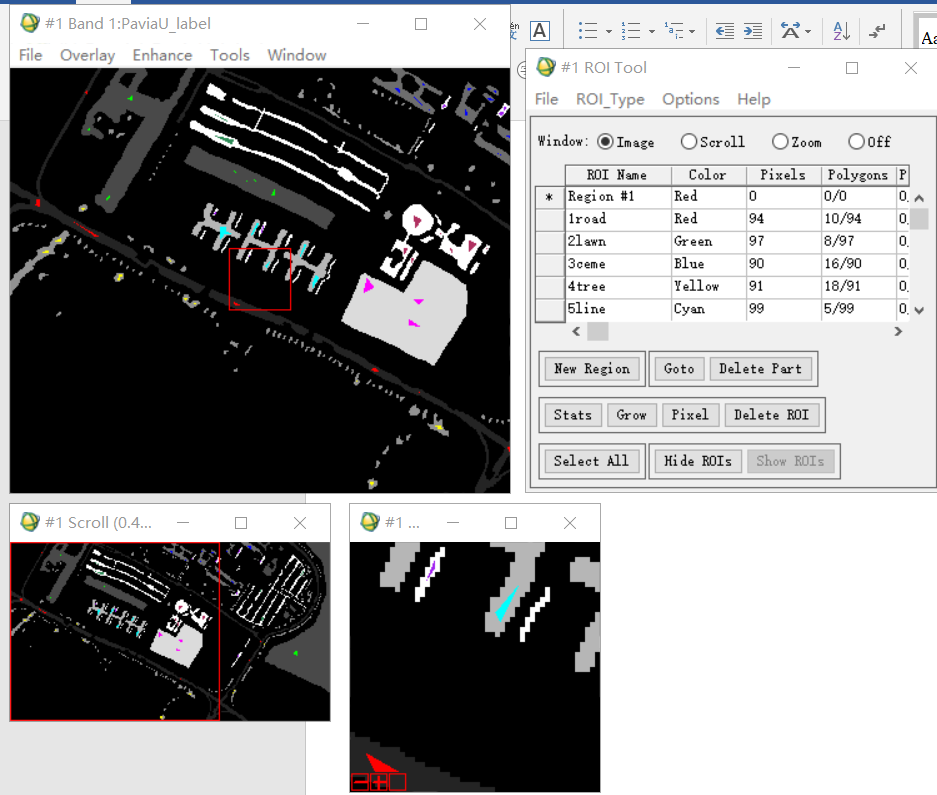 #1 Band 1:PaviaU_label
File Overlay Enhance Tools Window
#1 ROI Tool
File ROI_Type Options Help
Window: Image Scroll Zoom Off
ROI Name Color Pixels Polygons P
* Region #1 Red 0 0/0 0.
1road Red 94 10/94 0.
2lawn Green 97 8/97 0.
3ceme Blue 90 16/90 0.
4tree Yellow 91 18/91 0.
5line Cyan 99 5/99 0.
New Region Goto Delete Part
Stats Grow Pixel Delete ROI
Select All Hide ROIs Show ROIs
#1 Scroll (0.4...
#1 ...
A
A
Z
Aa